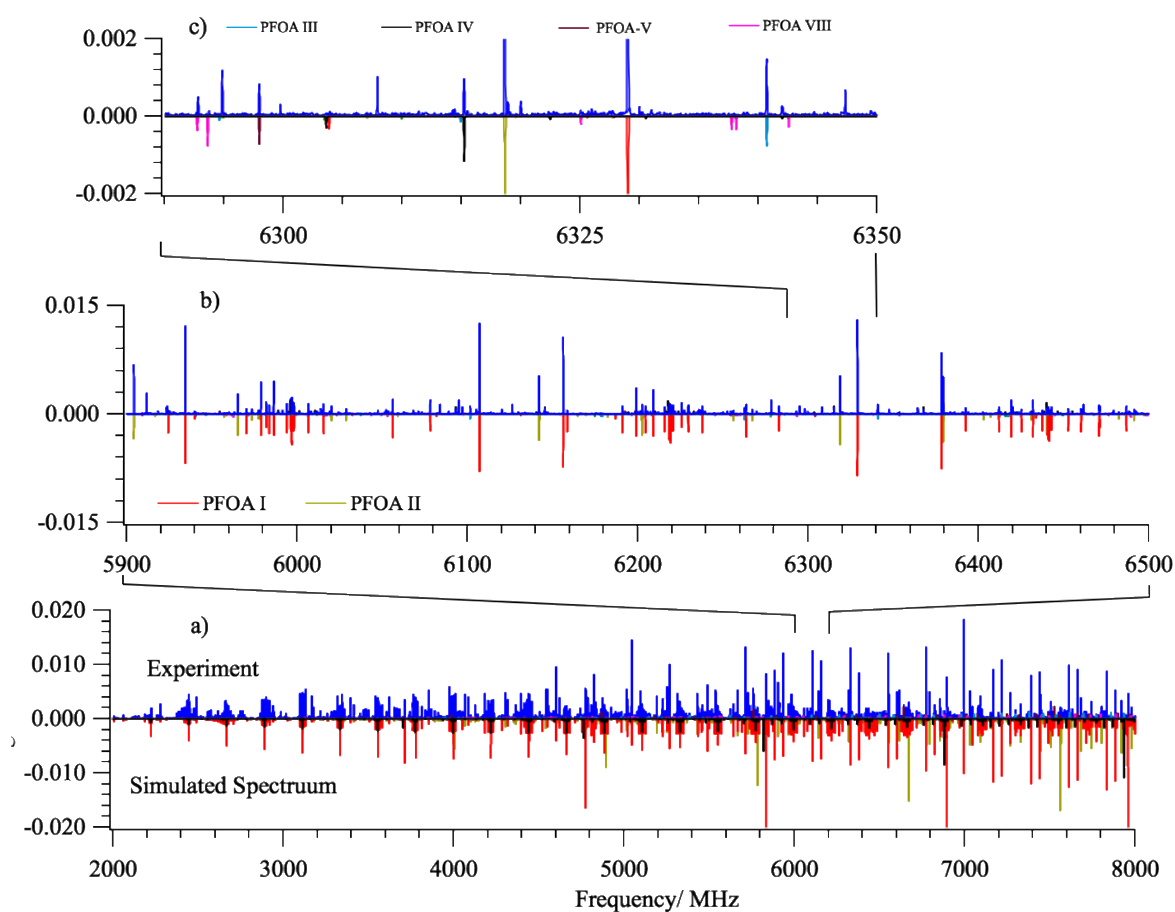 c) PFOA III PFOA IV PFOA-V PFOA VIII
0.002
0.000
-0.002
6300 6325 6350
b)
0.015
0.000
-0.015
PFOA I PFOA II
5900 6000 6100 6200 6300 6400 6500
a)
0.020
Experiment
0.010
0.000
-0.010
Simulated Spectruum
-0.020
2000 3000 4000 5000 6000 7000 8000
Frequency/ MHz